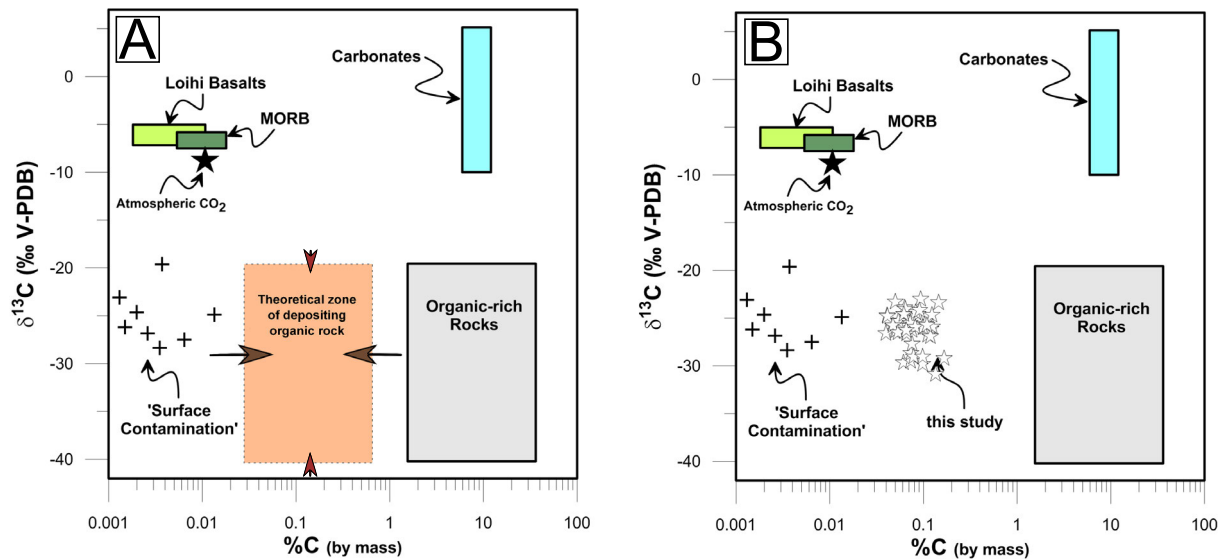 A
Carbonates
Loihi Basalts
MORB
Atmospheric CO2
0
-10
-20
-30
-40
δ13C (‰ V-PDB)
Theoretical zone
of depositing
organic rock
Organic-rich
Rocks
'Surface
Contamination'
0.001
0.01
0.1
1
10
100
%C (by mass)
B
Carbonates
Loihi Basalts
MORB
Atmospheric CO2
0
-10
-20
-30
-40
δ13C (‰ V-PDB)
Organic-rich
Rocks
'Surface
Contamination'
this study
0.001
0.01
0.1
1
10
100
%C (by mass)